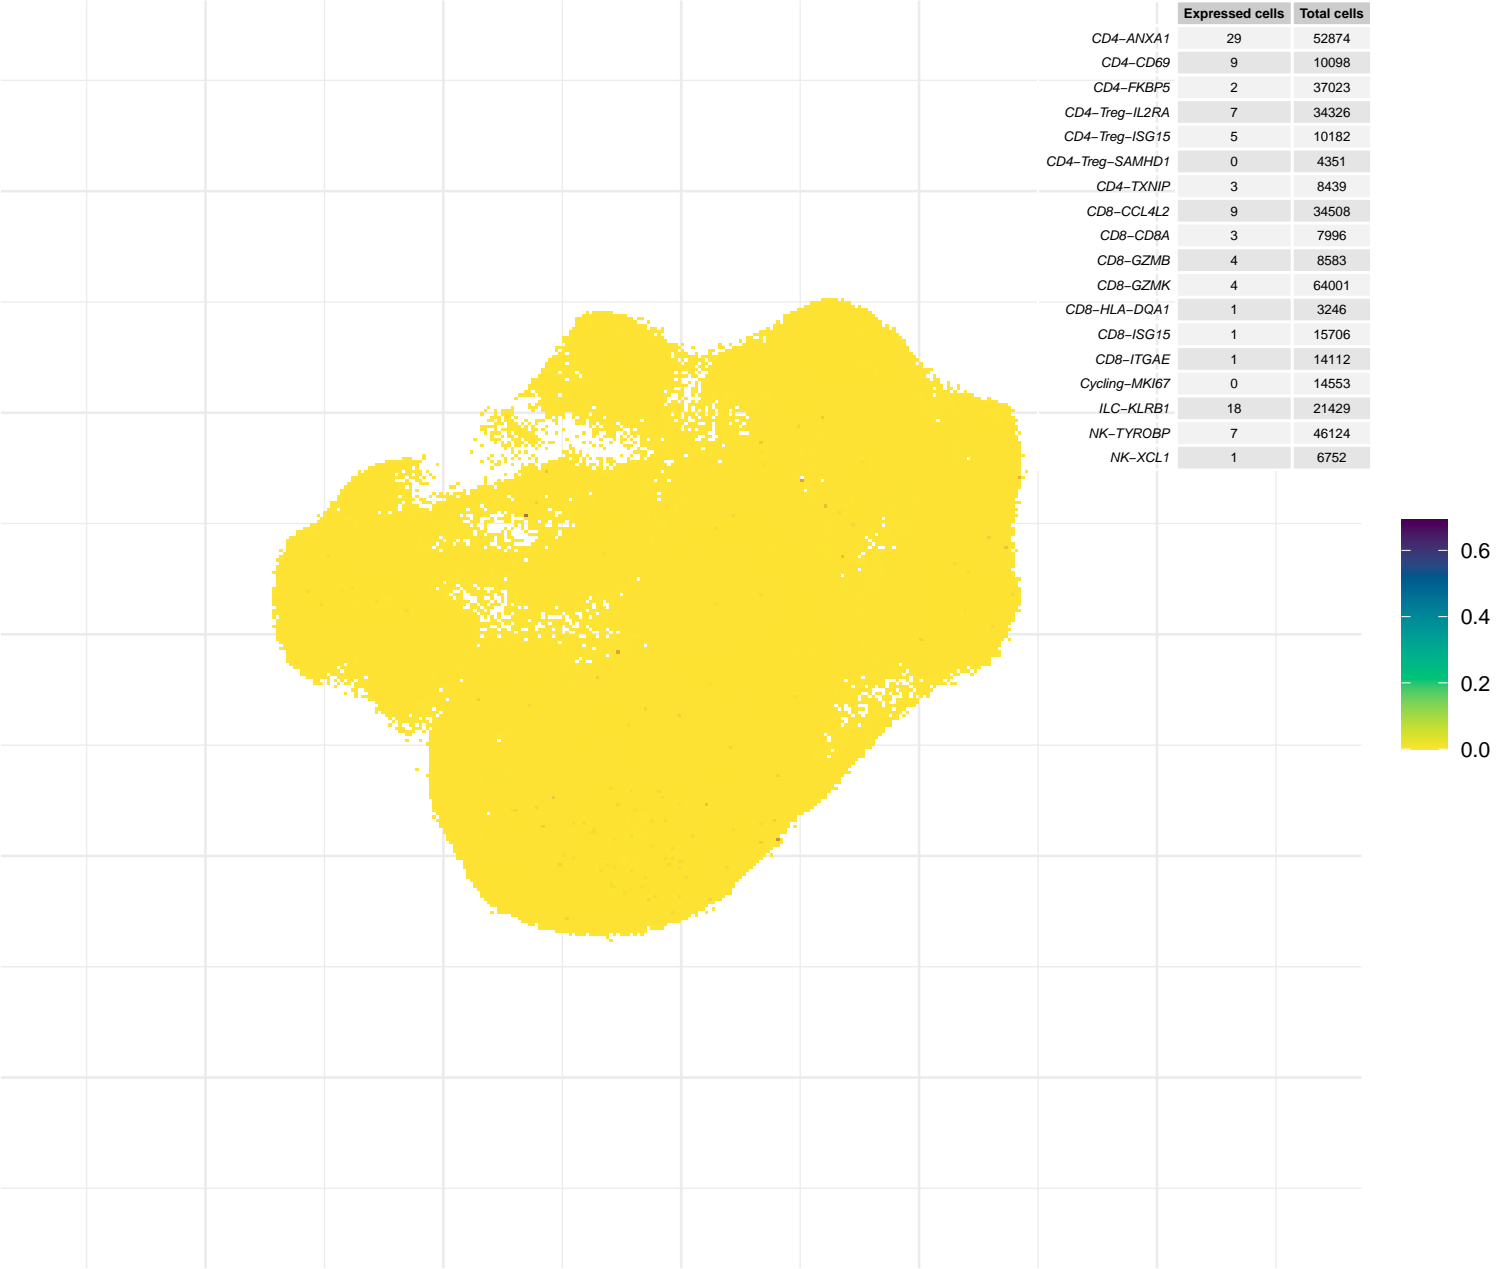 Expressed cells Total cells
CD4−ANXA1 29 52874
CD4−CD69 9 10098
CD4−FKBP5 2 37023
CD4−Treg−IL2RA 7 34326
CD4−Treg−ISG15 5 10182
CD4−Treg−SAMHD1 0 4351
CD4−TXNIP 3 8439
CD8−CCL4L2 9 34508
CD8−CD8A 3 7996
CD8−GZMB 4 8583
CD8−GZMK 4 64001
CD8−HLA−DQA1 1 3246
CD8−ISG15 1 15706
CD8−ITGAE 1 14112
Cycling−MKI67 0 14553
ILC−KLRB1 18 21429
NK−TYROBP 7 46124
NK−XCL1 1 6752
0.6
0.4
0.2
0.0